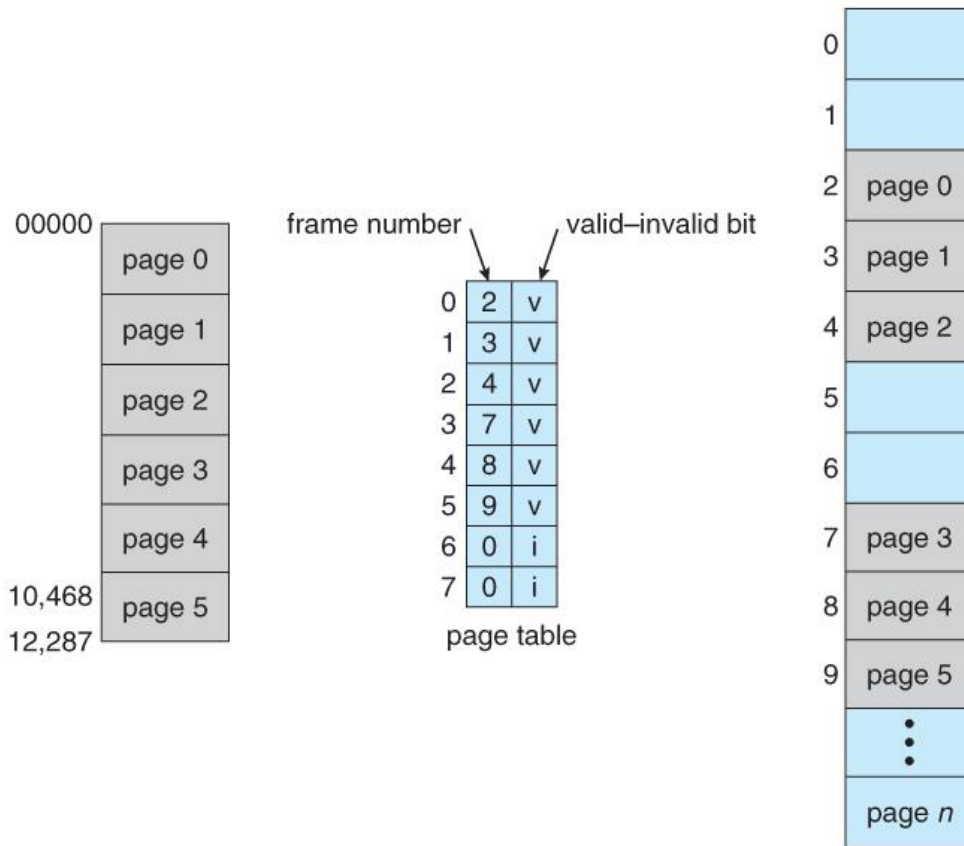 00000
page 0
page 1
page 2
page 3
page 4
10,468
page 5
12,287
frame number
valid–invalid bit
0 2 v
1 3 v
2 4 v
3 7 v
4 8 v
5 9 v
6 0 i
7 0 i
page table
0
1
2 page 0
3 page 1
4 page 2
5
6
7 page 3
8 page 4
9 page 5
page n